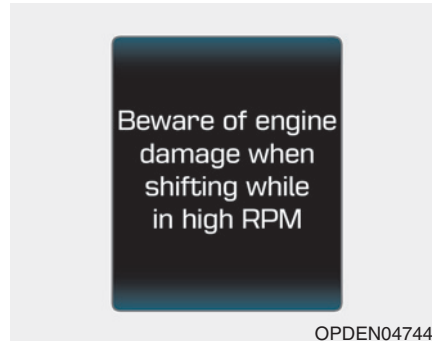 Beware of engine
damage when
shifting while
in high RPM
OPDEN04744